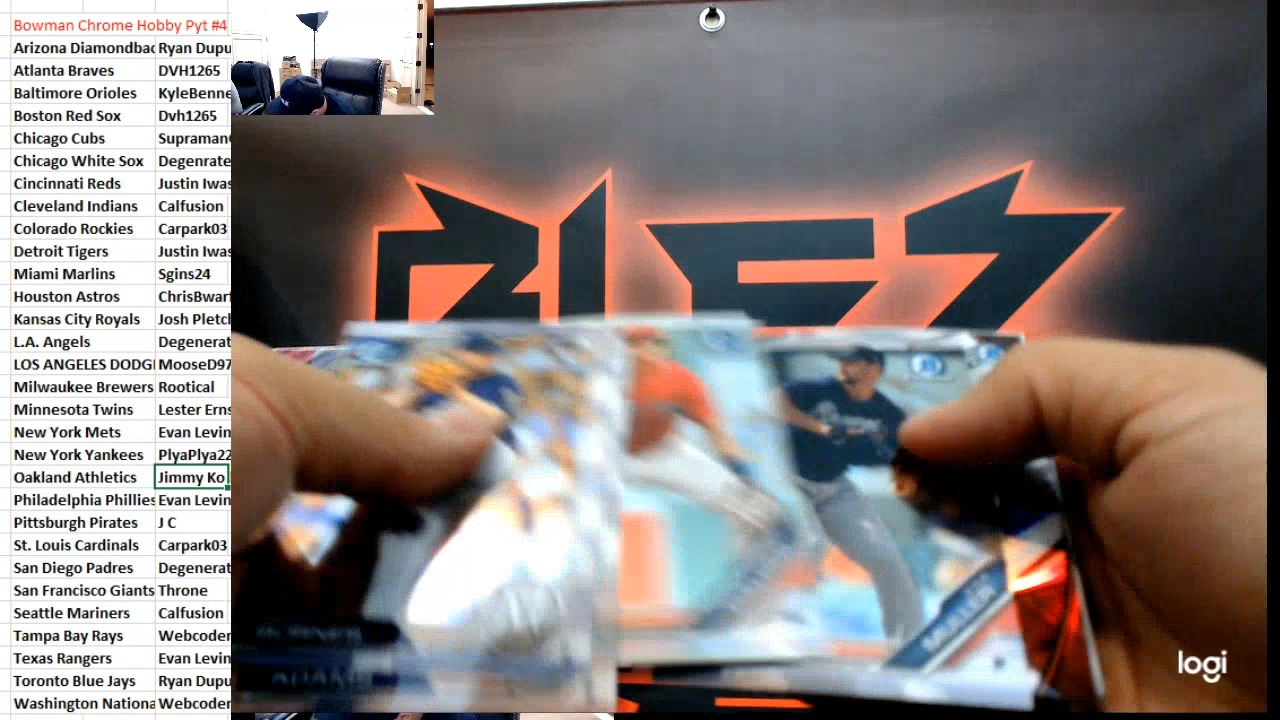 Bowman Chrome Hobby Pyt #4
Arizona Diamondbac Ryan Dupu
Atlanta Braves DVH1265
Baltimore Orioles KyleBenne
Boston Red Sox Dvh1265
Chicago Cubs Supraman
Chicago White Sox Degenrate
Cincinnati Reds Justin Iwas
Cleveland Indians Calfusion
Colorado Rockies Carpark03
Detroit Tigers Justin Iwas
Miami Marlins Sgins24
Houston Astros ChrisBwarf
Kansas City Royals Josh Pletch
L.A. Angels Degenerat
LOS ANGELES DODG MooseD97
Milwaukee Brewers Rootical
Minnesota Twins Lester Erns
New York Mets Evan Levin
New York Yankees PlyaPlya22
Oakland Athletics Jimmy Ko
Philadelphia Phillies Evan Levin
Pittsburgh Pirates J C
St. Louis Cardinals Carpark03
San Diego Padres Degenerat
San Francisco Giants Throne
Seattle Mariners Calfusion
Tampa Bay Rays Webcoder
Texas Rangers Evan Levin
Toronto Blue Jays Ryan Dupu
Washington Nationa Webcoder
ADAMS
logi